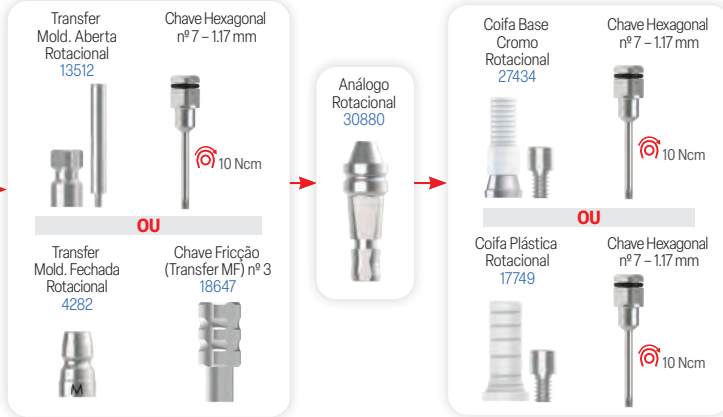 Transfer
Mold. Aberta
Rotacional
13512
Chave Hexagonal
nº 7 – 1.17 mm
10 Ncm
OU
Transfer
Mold. Fechada
Rotacional
4282
M
Chave Fricção
(Transfer MF) nº 3
18647
Análogo
Rotacional
30880
Coifa Base
Cromo
Rotacional
27434
Chave Hexagonal
nº 7 – 1.17 mm
10 Ncm
OU
Coifa Plástica
Rotacional
17749
Chave Hexagonal
nº 7 – 1.17 mm
10 Ncm